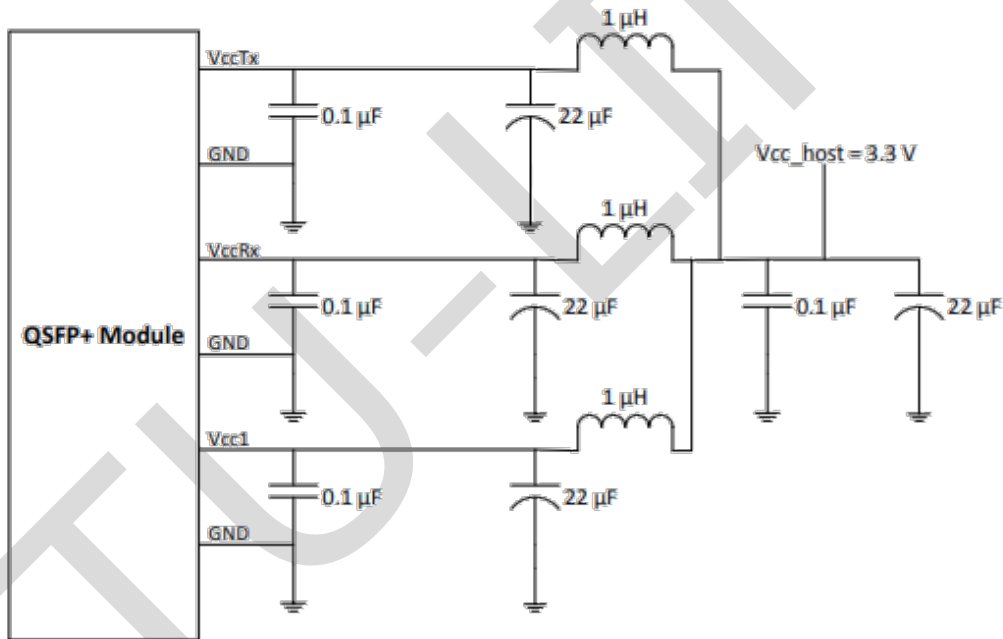 1 µH
VccTx
0.1 µF
22 µF
GND
Vcc_host = 3.3 V
1 µH
VccRx
0.1 µF
22 µF
0.1 µF
22 µF
QSFP+ Module
GND
1 µH
Vcc1
0.1 µF
22 µF
GND
TU-LI